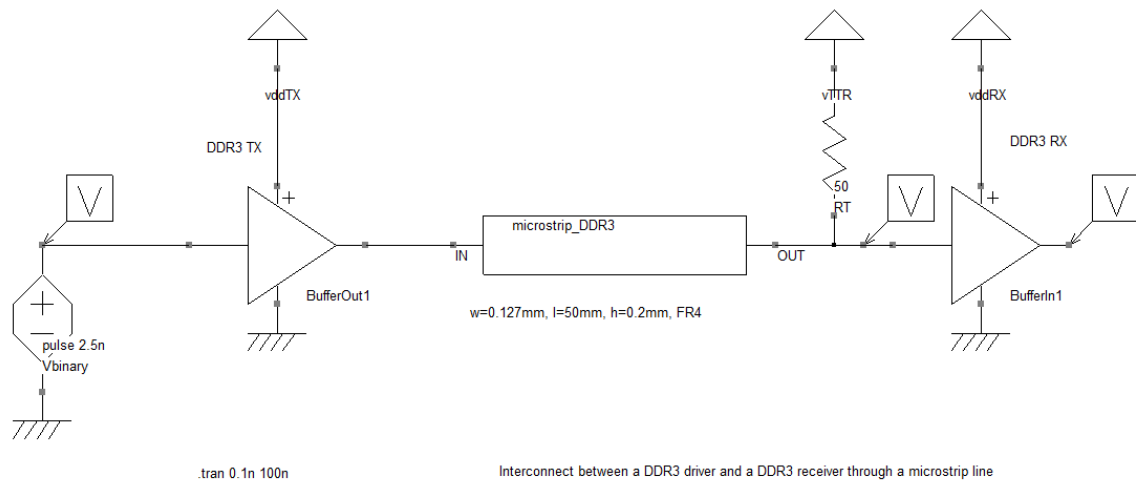 vddTX
vTTR
vddRX
DDR3 TX
DDR3 RX
V
+
50
RT
V
+
V
microstrip_DDR3
IN
OUT
BufferOut1
BufferIn1
w=0.127mm, l=50mm, h=0.2mm, FR4
pulse 2.5n
Vbinary
.tran 0.1n 100n
Interconnect between a DDR3 driver and a DDR3 receiver through a microstrip line